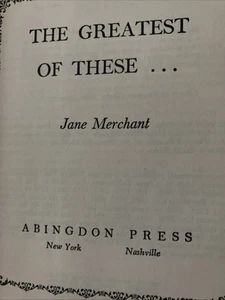 THE GREATEST
OF THESE ...
Jane Merchant
ABINGDON PRESS
New York Nashville